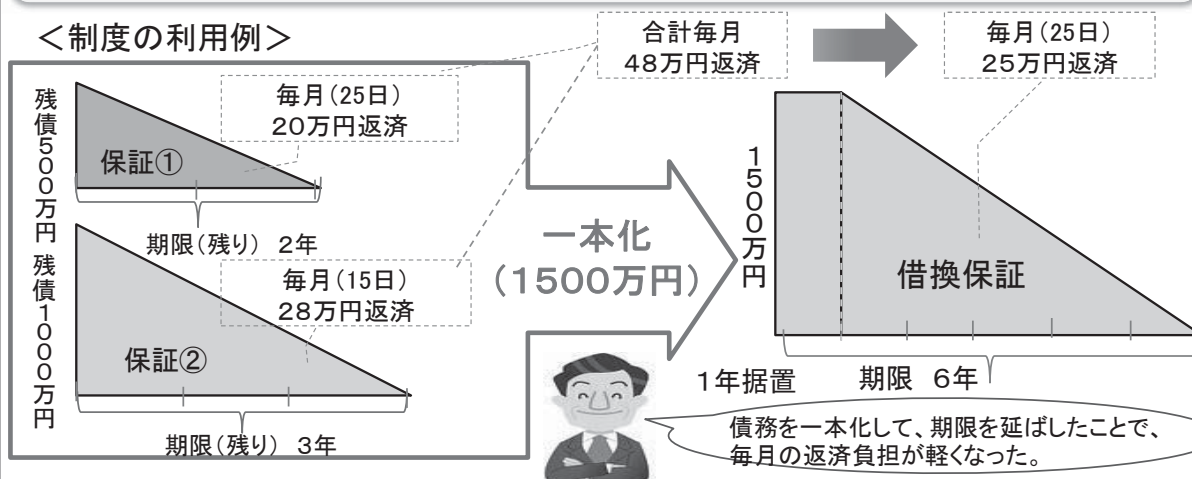 <制度の利用例>
合計毎月
48万円返済
毎月(25日)
25万円返済
残債500万円
毎月(25日)
20万円返済
保証①
期限(残り) 2年
残債1000万円
毎月(15日)
28万円返済
保証②
期限(残り) 3年
一本化
(1500万円)
1500万円
借換保証
1年据置
期限 6年
債務を一本化して、期限を延ばしたことで、
毎月の返済負担が軽くなった。